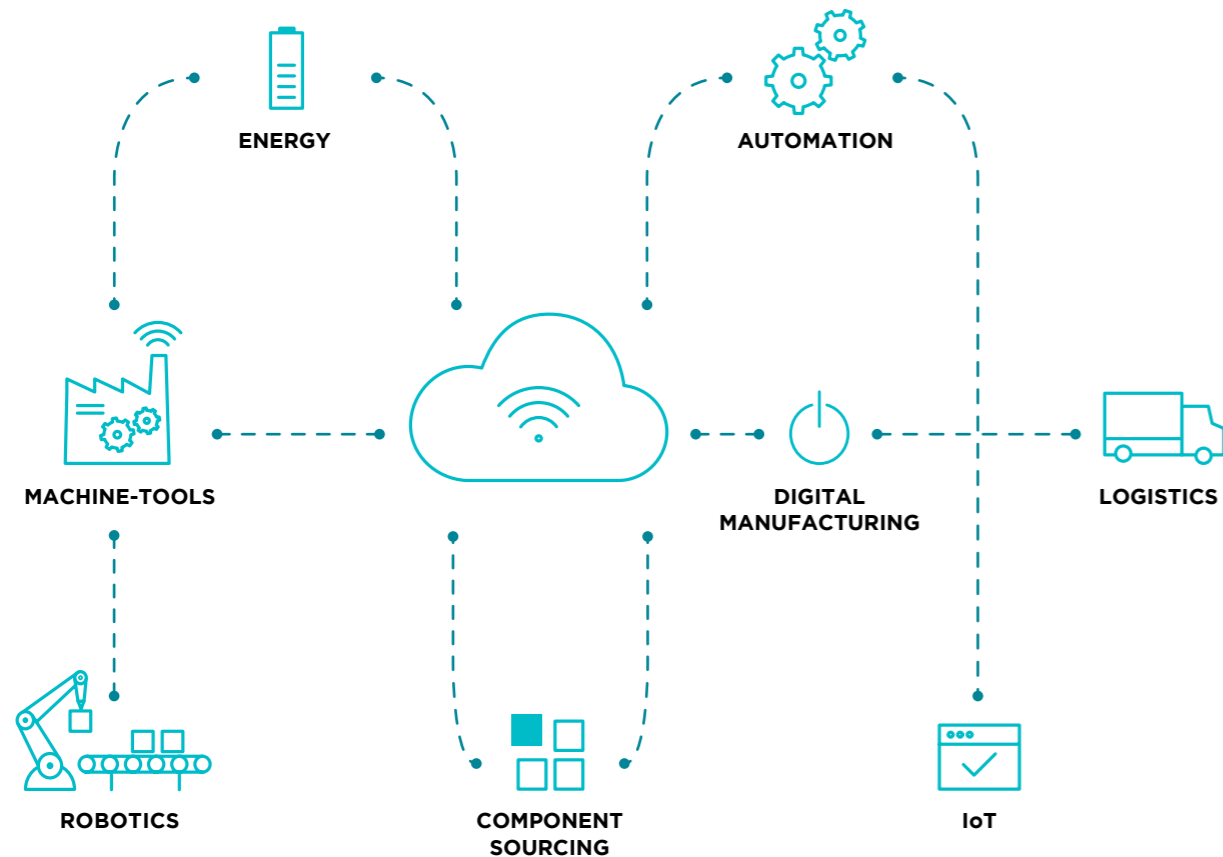 ENERGY
AUTOMATION
MACHINE-TOOLS
DIGITAL
MANUFACTURING
LOGISTICS
ROBOTICS
COMPONENT
SOURCING
IoT